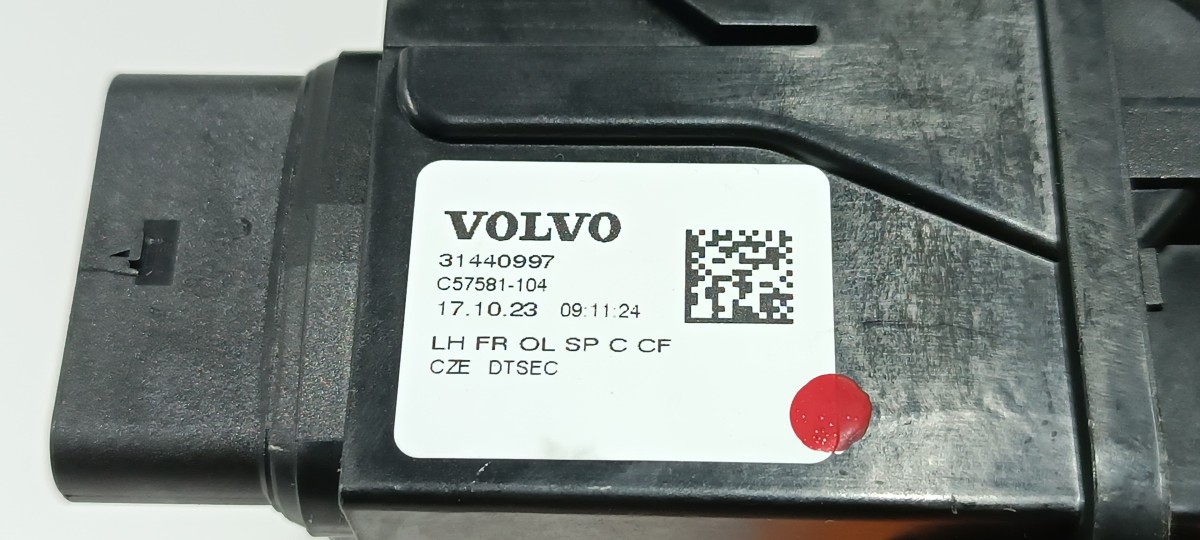 VOLVO
31440997
C57581-104
17.10.23 09:11:24
LH FR OL SP C CF
CZE DTSEC